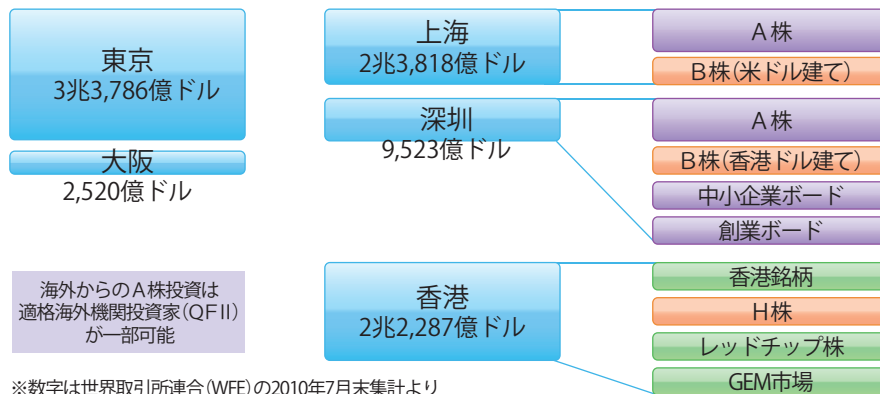 東京
3兆3,786億ドル
大阪
2,520億ドル
上海
2兆3,818億ドル
A株
B株(米ドル建て)
深圳
9,523億ドル
A株
B株(香港ドル建て)
中小企業ボード
創業ボード
香港
2兆2,287億ドル
香港銘柄
H株
レッドチップ株
GEM市場
海外からのA株投資は
適格海外機関投資家(QFII)
が一部可能
※数字は世界取引所連合(WFE)の2010年7月末集計より